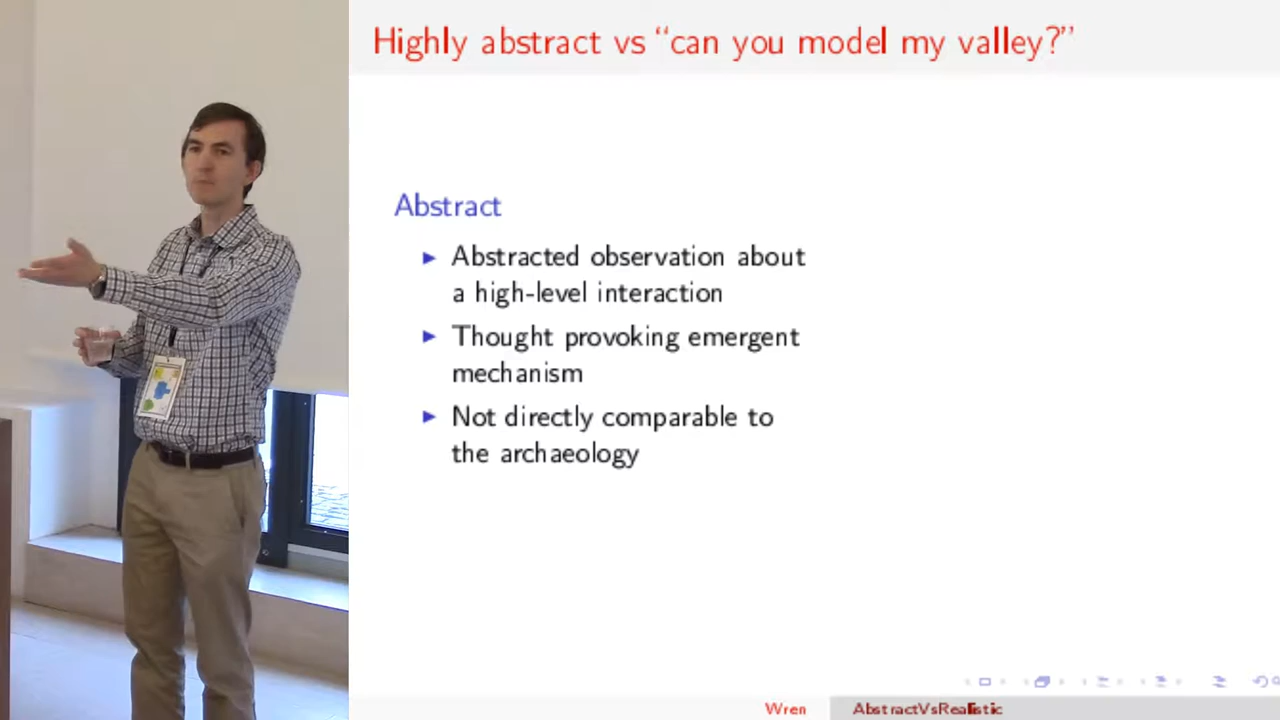 Highly abstract vs “can you model my valley?”
Abstract
Abstracted observation about
a high-level interaction
Thought provoking emergent
mechanism
Not directly comparable to
the archaeology
Wren
AbstractVsRealistic